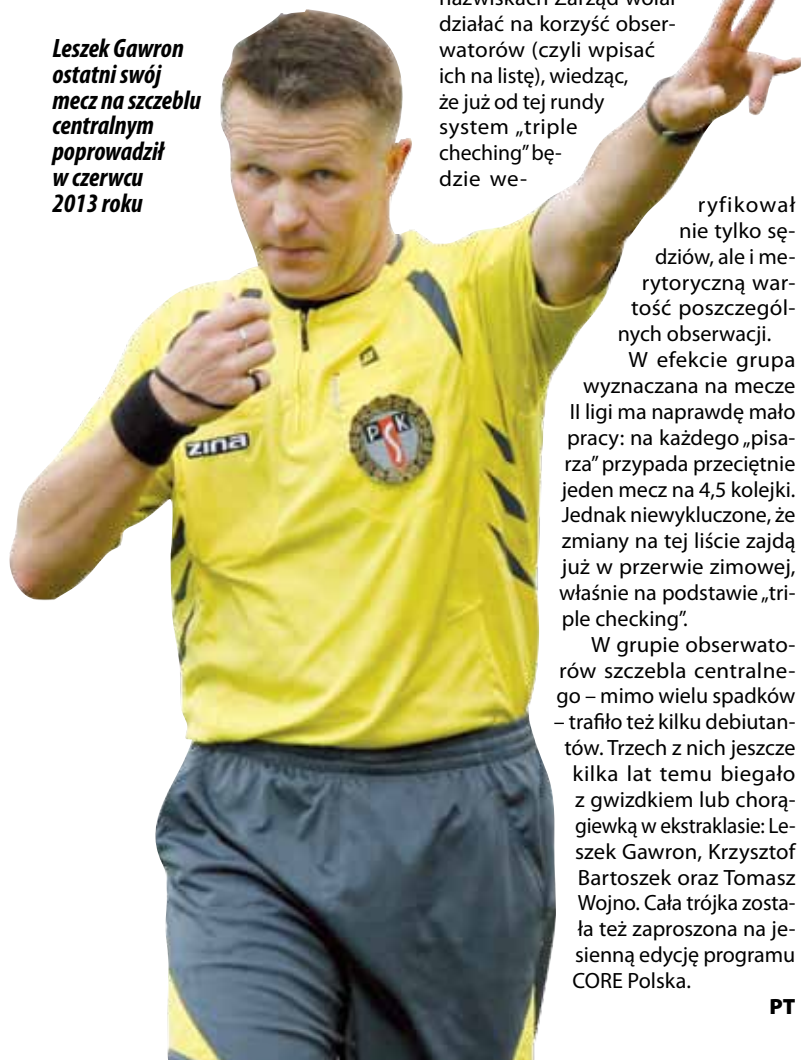 Leszek Gawron
ostatni swój
mecz na szczeblu
centralnym
poprowadził
w czerwcu
2013 roku
nazwiskach Zarząd wolał
działać na korzyść obser-
watorów (czyli wpisać
ich na listę), wiedząc,
że już od tej rundy
system „triple
cheching” bę-
dzie we-
ryfikował
nie tylko sę-
dziów, ale i me-
rytoryczną war-
tość poszczegól-
nych obserwacji.
W efekcie grupa
wyznaczana na mecze
II ligi ma naprawdę mało
pracy: na każdego „pisa-
rza” przypada przeciętnie
jeden mecz na 4,5 kolejki.
Jednak niewykluczone, że
zmiany na tej liście zajdą
już w przerwie zimowej,
właśnie na podstawie „tri-
ple checking”.
W grupie obserwato-
rów szczebla centralne-
go – mimo wielu spadków
– trafiło też kilku debiutan-
tów. Trzech z nich jeszcze
kilka lat temu biegało
z gwizdkiem lub chorą-
giewką w ekstraklasie: Le-
szek Gawron, Krzysztof
Bartoszek oraz Tomasz
Wojno. Cała trójka zosta-
ła też zaproszona na je-
sienną edycję programu
CORE Polska.
PT
zina
PSK